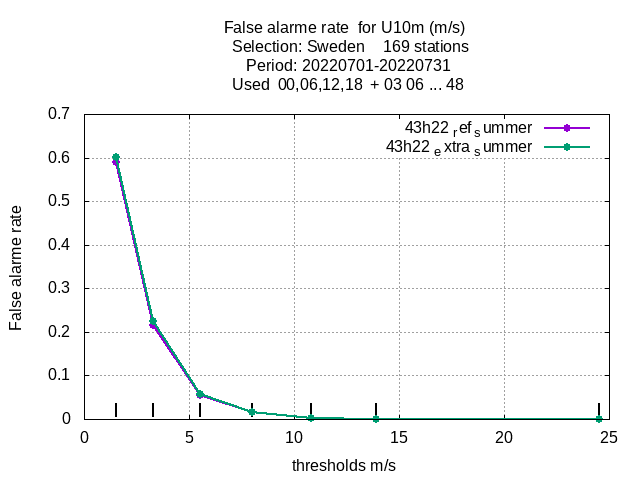 False alarme rate  for U10m (m/s)
Selection: Sweden    169 stations
Period: 20220701-20220731
Used  00,06,12,18  + 03 06 ... 48
0.7
0.6
0.5
0.4
0.3
0.2
0.1
0
False alarme rate
43h22 ref summer
43h22 extra summer
0 5 10 15 20 25
thresholds m/s